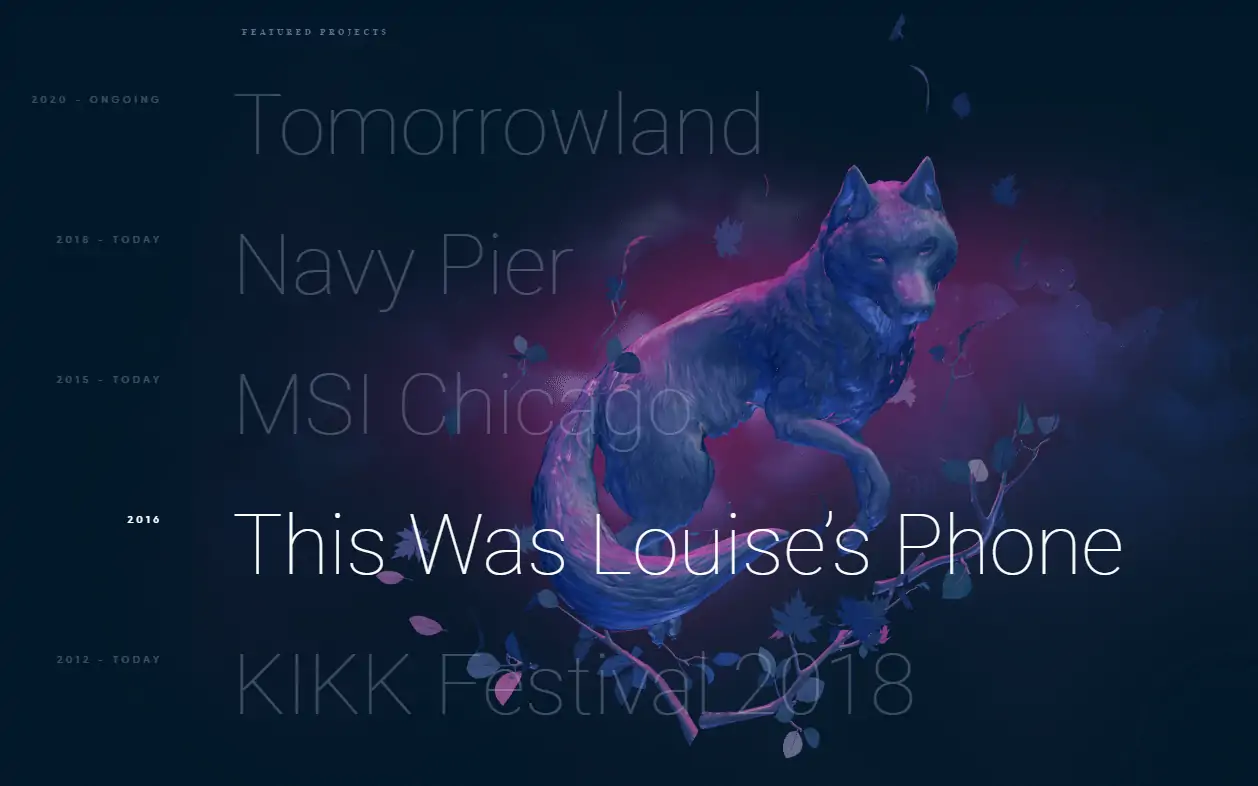 FEATURED PROJECTS
2020 - ONGOING
Tomorrowland
2018 - TODAY
Navy Pier
2015 - TODAY
MSI Chicago
2016
This Was Louise’s Phone
2012 - TODAY
KIKK Festival 2018